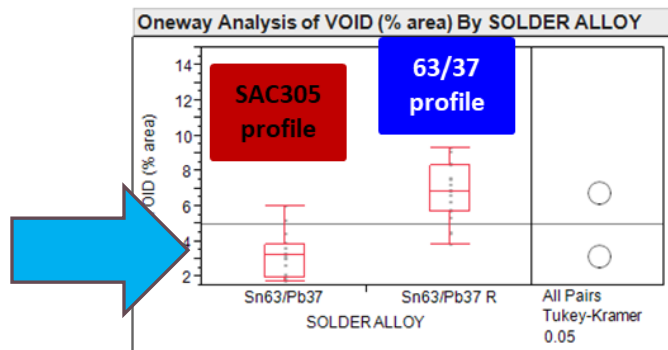 Oneway Analysis of VOID (% area) By SOLDER ALLOY
VOID (% area)
14
12
10
8
6
4
2
SAC305
profile
63/37
profile
Sn63/Pb37
Sn63/Pb37 R
SOLDER ALLOY
All Pairs
Tukey-Kramer
0.05